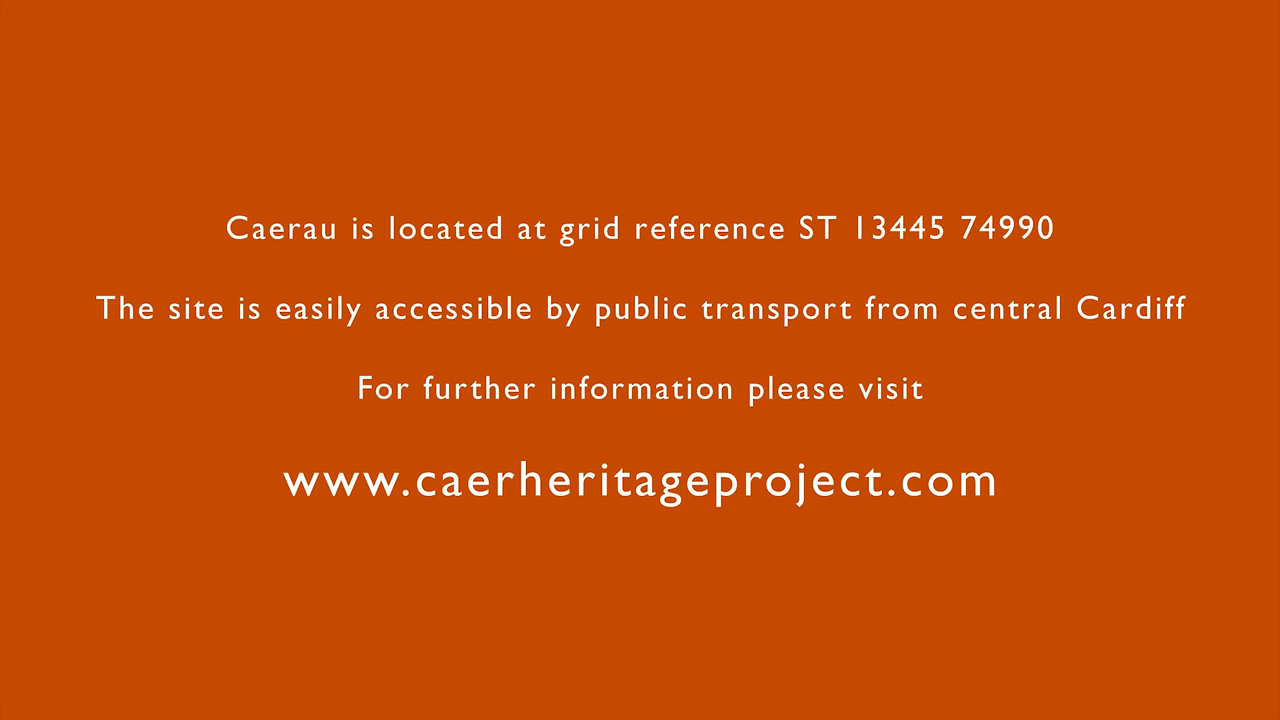 Caerau is located at grid reference ST 13445 74990
The site is easily accessible by public transport from central Cardiff
For further information please visit
www.caerheritageproject.com